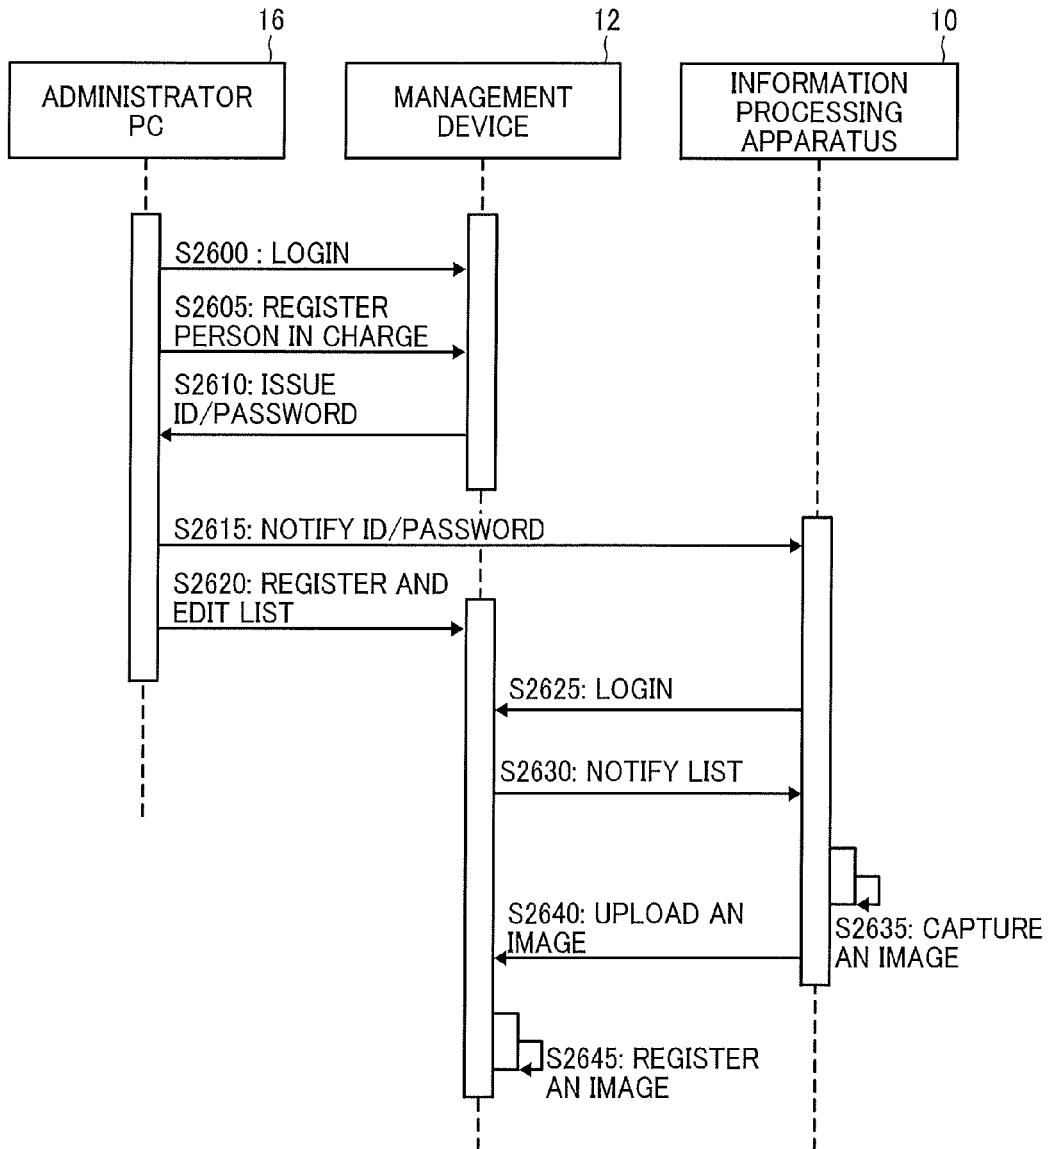 16
12
10
ADMINISTRATOR
PC
MANAGEMENT
DEVICE
INFORMATION
PROCESSING
APPARATUS
S2600 : LOGIN
S2605: REGISTER
PERSON IN CHARGE
S2610: ISSUE
ID/PASSWORD
S2615: NOTIFY ID/PASSWORD
S2620: REGISTER AND
EDIT LIST
S2625: LOGIN
S2630: NOTIFY LIST
S2635: CAPTURE
AN IMAGE
S2640: UPLOAD AN
IMAGE
S2645: REGISTER
AN IMAGE